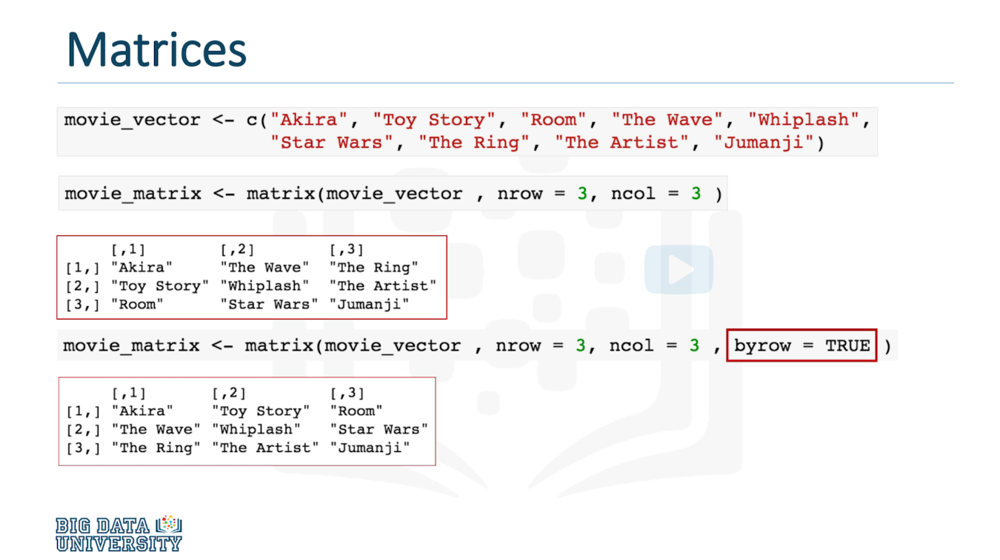 Matrices
movie_vector <- c("Akira", "Toy Story", "Room", "The Wave", "Whiplash",
"Star Wars", "The Ring", "The Artist", "Jumanji")
movie_matrix <- matrix(movie_vector , nrow = 3, ncol = 3 )
[,1] [,2] [,3]
[1,] "Akira" "The Wave" "The Ring"
[2,] "Toy Story" "Whiplash" "The Artist"
[3,] "Room" "Star Wars" "Jumanji"
movie_matrix <- matrix(movie_vector , nrow = 3, ncol = 3 , byrow = TRUE )
[,1] [,2] [,3]
[1,] "Akira" "Toy Story" "Room"
[2,] "The Wave" "Whiplash" "Star Wars"
[3,] "The Ring" "The Artist" "Jumanji"
BIG DATA
UNIVERSITY